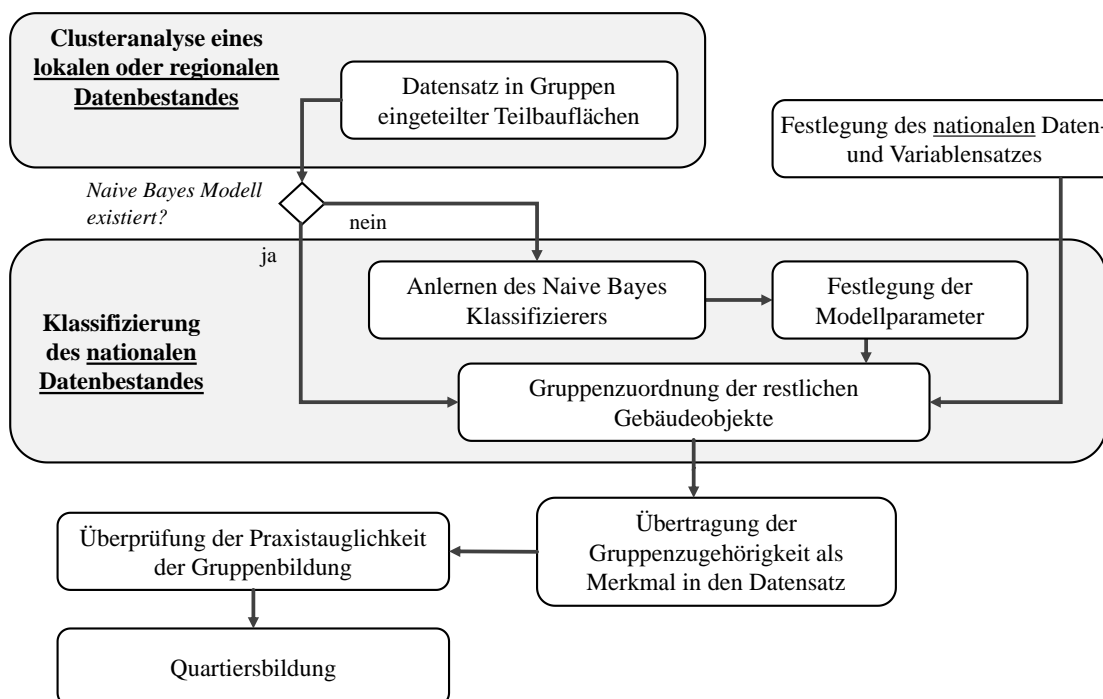 Clusteranalyse eines
lokalen oder regionalen
Datenbestandes
Datensatz in Gruppen
eingeteilter Teilbauflächen
Festlegung des nationalen Daten-
und Variablensatzes
Naive Bayes Modell
existiert?
nein
ja
Anlernen des Naive Bayes
Klassifizierers
Festlegung der
Modellparameter
Klassifizierung
des nationalen
Datenbestandes
Gruppenzuordnung der restlichen
Gebäudeobjekte
Übertragung der
Gruppenzugehörigkeit als
Merkmal in den Datensatz
Überprüfung der Praxistauglichkeit
der Gruppenbildung
Quartiersbildung